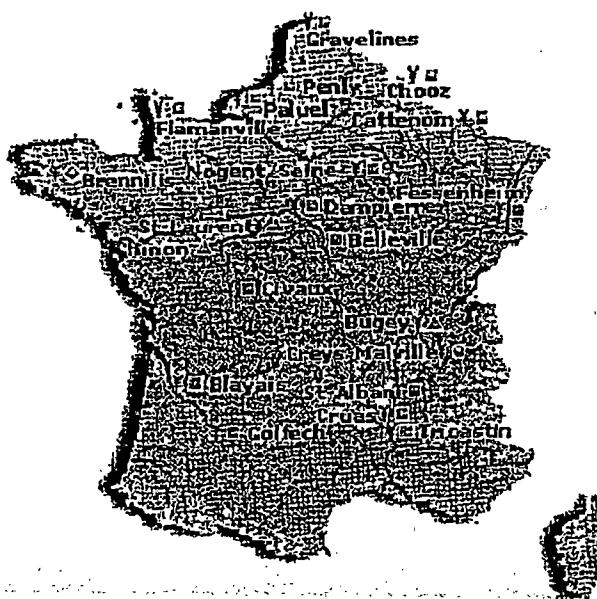 Gravelines
Penly
Chooz
Paluel
Cattenom
Flamanville
Nogent/Seine
Brennilis
Fessenheim
Dampierre
St Laurent
Belleville
Chinon
Civaux
Bugey
Creys-Malville
Blayais
St Alban
Cruas
Golfech
Tricastin